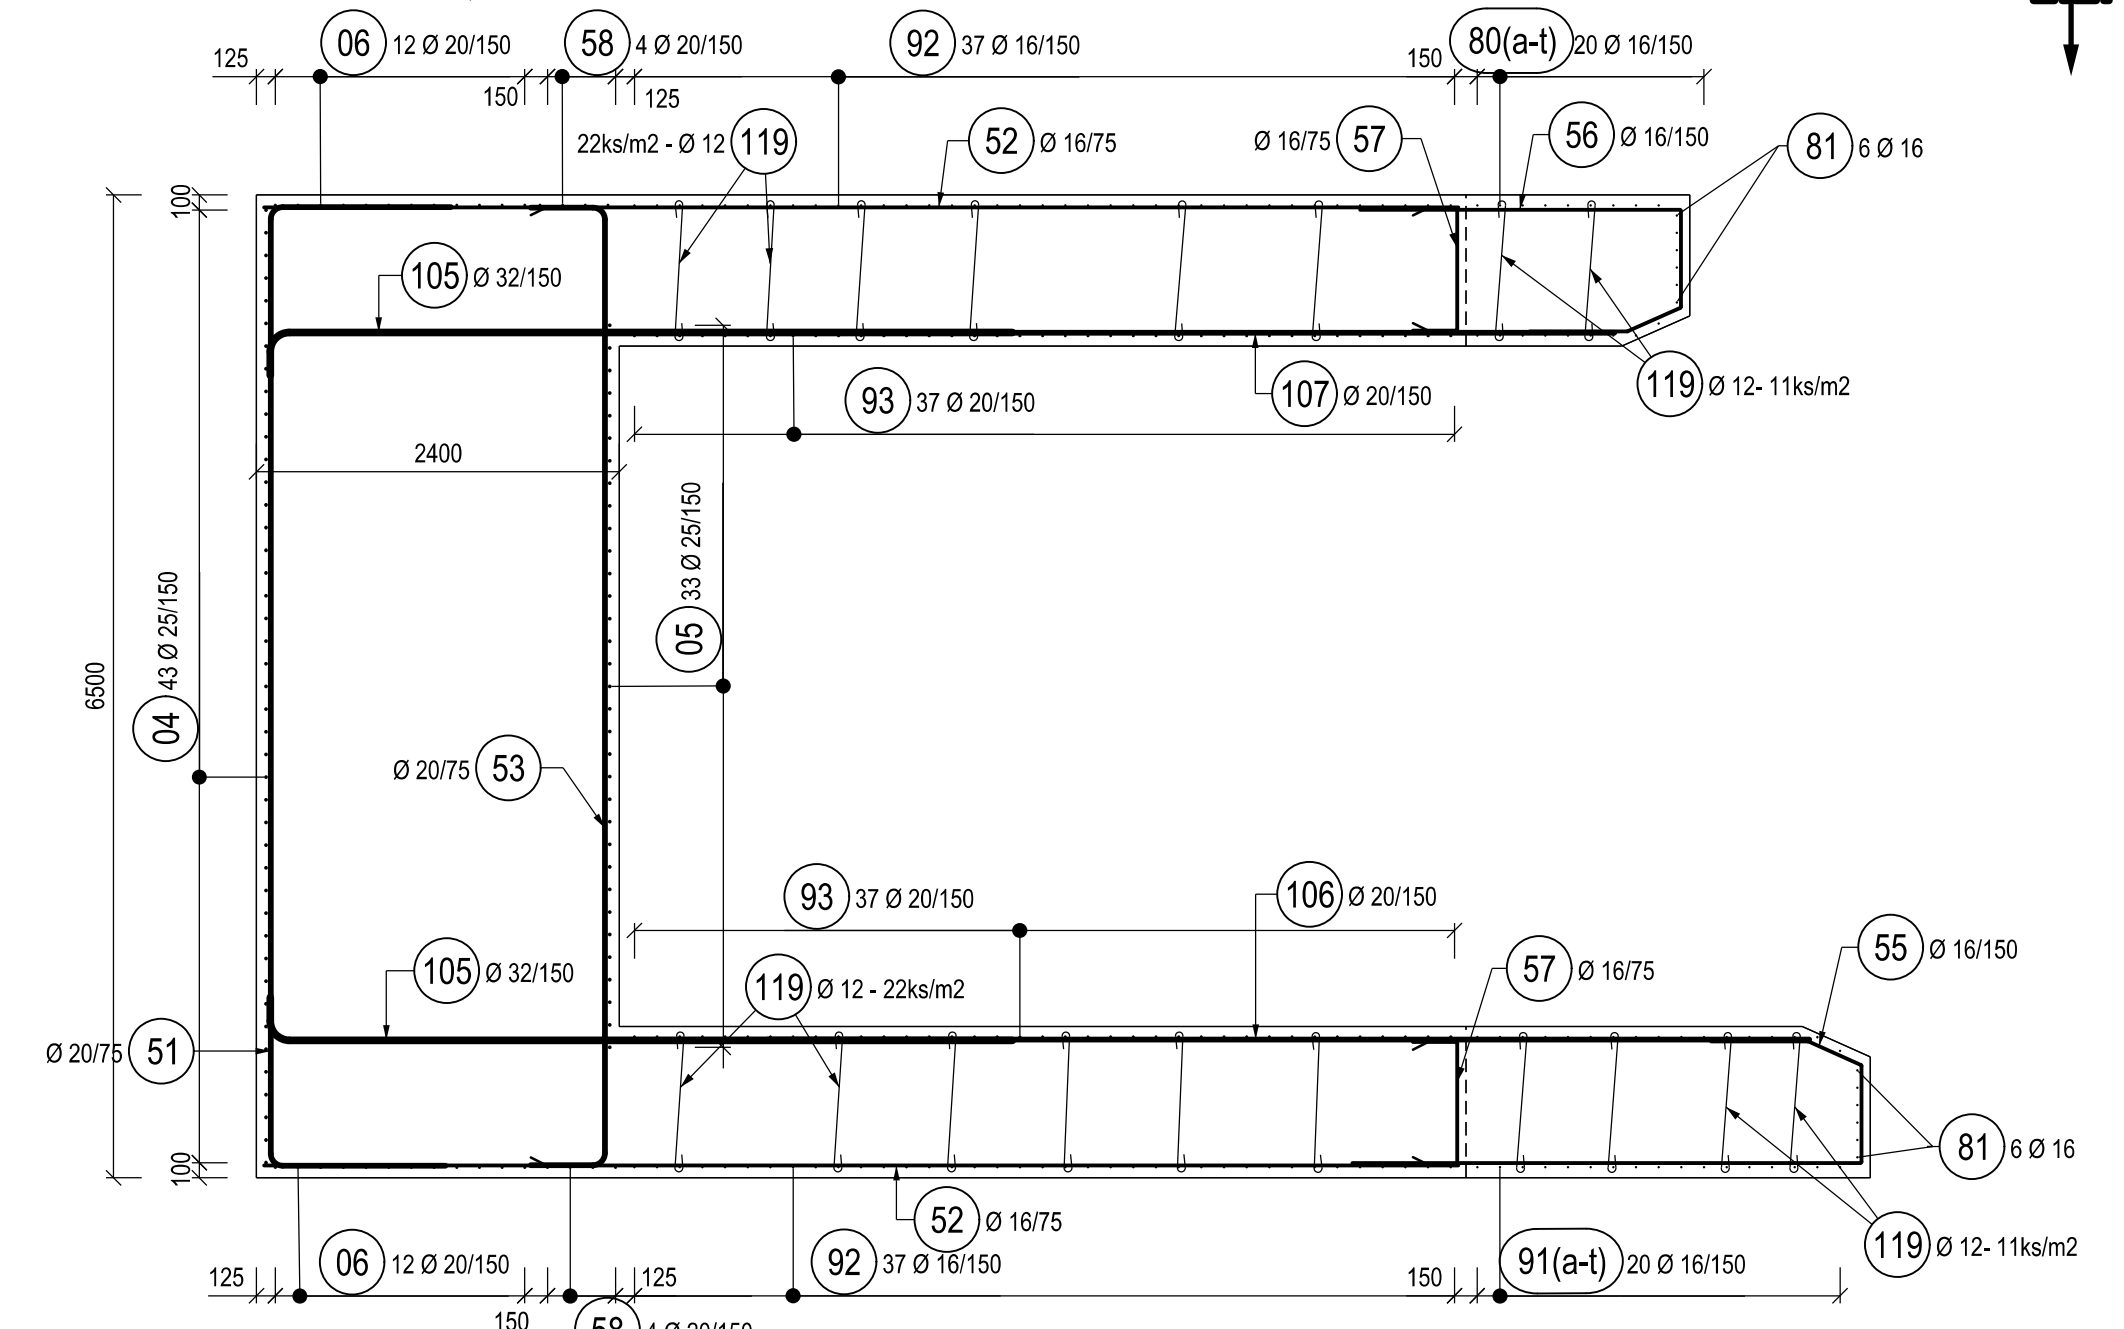 06 12 Ø 20/150
58 4 Ø 20/150
92 37 Ø 16/150
80(a-t) 20 Ø 16/150
125
150
125
150
22ks/m2 - Ø 12 119
52 Ø 16/75
Ø 16/75 57
56 Ø 16/150
81 6 Ø 16
100
105 Ø 32/150
93 37 Ø 20/150
107 Ø 20/150
119 Ø 12- 11ks/m2
2400
05 33 Ø 25/150
04 43 Ø 25/150
6500
Ø 20/75 53
93 37 Ø 20/150
106 Ø 20/150
55 Ø 16/150
105 Ø 32/150
119 Ø 12 - 22ks/m2
57 Ø 16/75
Ø 20/75 51
100
81 6 Ø 16
52 Ø 16/75
119 Ø 12- 11ks/m2
06 12 Ø 20/150
92 37 Ø 16/150
91(a-t) 20 Ø 16/150
125
125
150
150
58 4 Ø 20/150